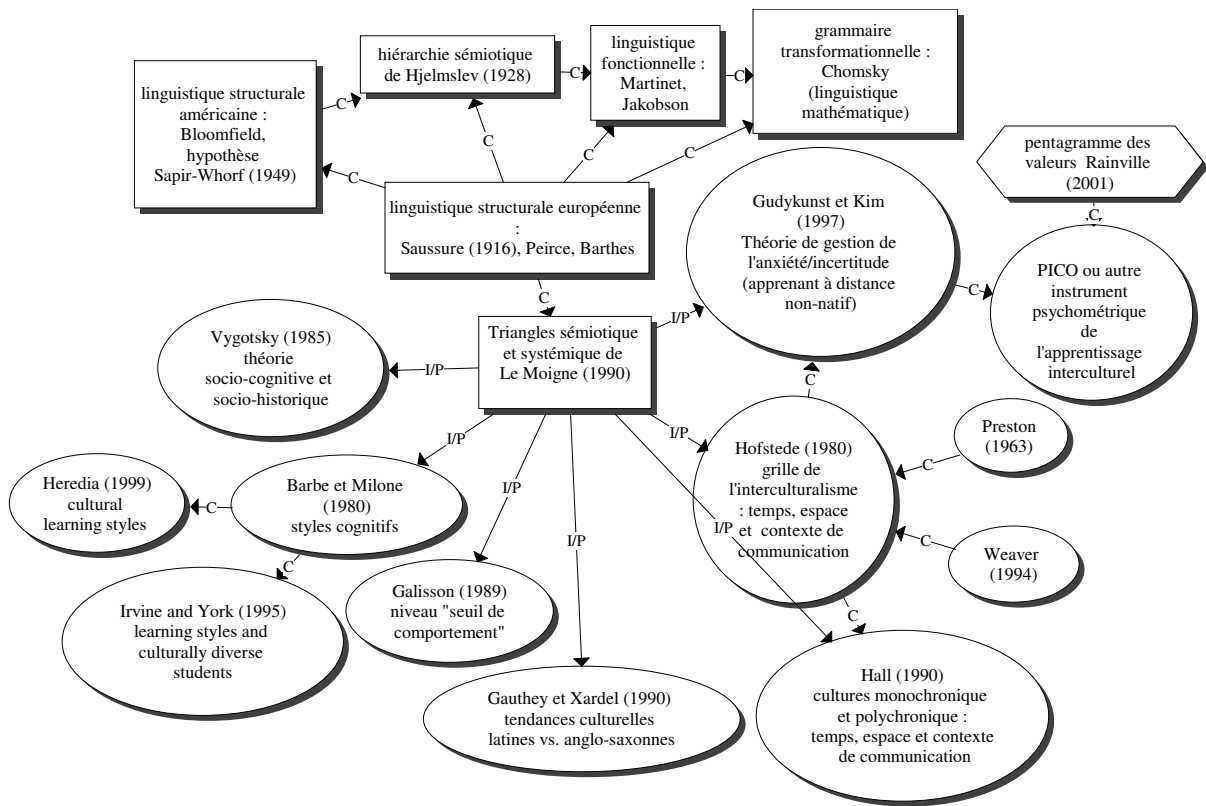 linguistique structurale
américaine :
Bloomfield,
hypothèse
Sapir-Whorf (1949)
C
hiérarchie sémiotique
de Hjelmslev (1928)
C
linguistique
fonctionnelle :
Martinet,
Jakobson
C
grammaire
transformationnelle :
Chomsky
(linguistique
mathématique)
C
C
C
C
linguistique structurale européenne
:
Saussure (1916), Peirce, Barthes
C
pentagramme des
valeurs Rainville
(2001)
C
Gudykunst et Kim
(1997)
Théorie de gestion de
l'anxiété/incertitude
(apprenant à distance
non-natif)
C
PICO ou autre
instrument
psychométrique
de
l'apprentissage
interculturel
Triangles sémiotique
et systémique de
Le Moigne (1990)
I/P
I/P
Vygotsky (1985)
théorie
socio-cognitive et
socio-historique
I/P
I/P
I/P
I/P
I/P
C
Hofstede (1980)
grille de
l'interculturalisme
: temps, espace
et contexte de
communication
C
Preston
(1963)
C
Weaver
(1994)
C
Barbe et Milone
(1980)
styles cognitifs
C
Heredia (1999)
cultural
learning styles
C
Irvine and York (1995)
learning styles and
culturally diverse
students
Galisson (1989)
niveau "seuil de
comportement"
Gauthey et Xardel (1990)
tendances culturelles
latines vs. anglo-saxonnes
Hall (1990)
cultures monochronique
et polychronique :
temps, espace et contexte
de communication